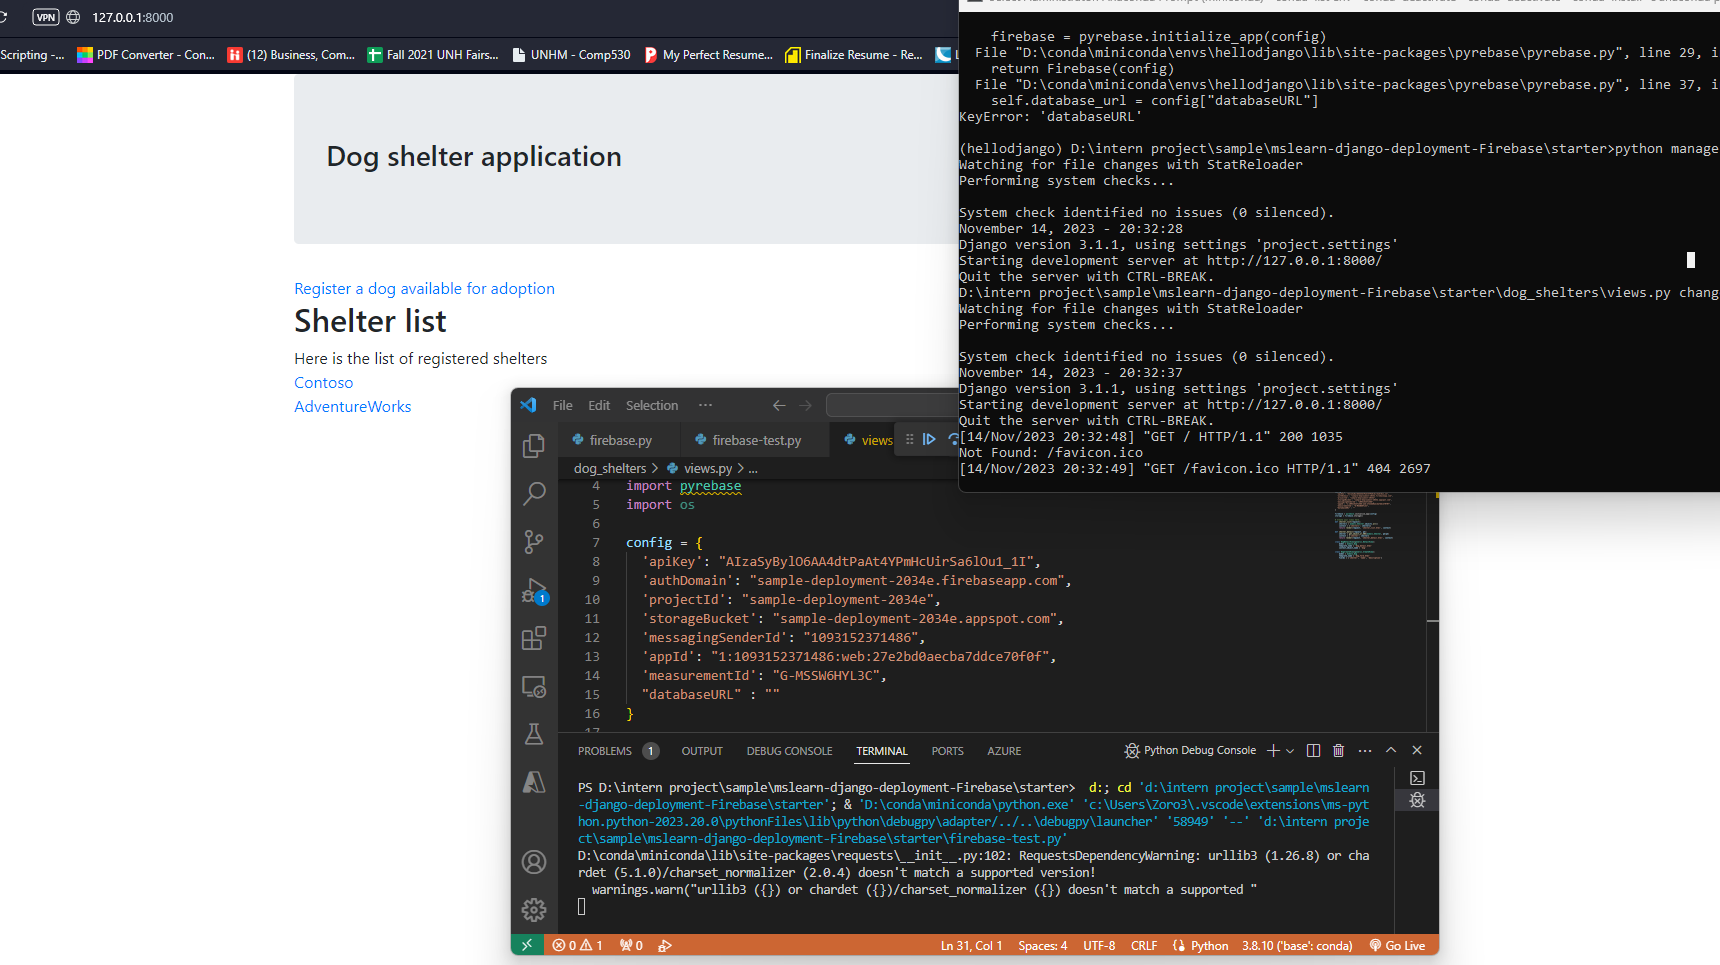 VPN 127.0.0.1:8000
Scripting -... PDF Converter - Con... (12) Business, Com... Fall 2021 UNH Fairs... UNHM - Comp530 My Perfect Resume... Finalize Resume - Re...
Dog shelter application
Register a dog available for adoption
Shelter list
Here is the list of registered shelters
Contoso
AdventureWorks
firebase = pyrebase.initialize_app(config)
File "D:\conda\miniconda\envs\hellodjango\lib\site-packages\pyrebase\pyrebase.py", line 29, i
return Firebase(config)
File "D:\conda\miniconda\envs\hellodjango\lib\site-packages\pyrebase\pyrebase.py", line 37, i
self.database_url = config["databaseURL"]
KeyError: 'databaseURL'
(hellodjango) D:\intern project\sample\mslearn-django-deployment-Firebase\starter>python manage
Watching for file changes with StatReloader
Performing system checks...
System check identified no issues (0 silenced).
November 14, 2023 - 20:32:28
Django version 3.1.1, using settings 'project.settings'
Starting development server at http://127.0.0.1:8000/
Quit the server with CTRL-BREAK.
D:\intern project\sample\mslearn-django-deployment-Firebase\starter\dog_shelters\views.py chang
Watching for file changes with StatReloader
Performing system checks...
System check identified no issues (0 silenced).
November 14, 2023 - 20:32:37
Django version 3.1.1, using settings 'project.settings'
Starting development server at http://127.0.0.1:8000/
Quit the server with CTRL-BREAK.
[14/Nov/2023 20:32:48] "GET / HTTP/1.1" 200 1035
Not Found: /favicon.ico
[14/Nov/2023 20:32:49] "GET /favicon.ico HTTP/1.1" 404 2697
File Edit Selection ...
firebase.py firebase-test.py views
dog_shelters > views.py > ...
4 import pyrebase
5 import os
6
7 config = {
8 'apiKey': "AIzaSyBylO6AA4dtPaAt4YPmHcUirSa6lOu1_1I",
9 'authDomain': "sample-deployment-2034e.firebaseapp.com",
10 'projectId': "sample-deployment-2034e",
11 'storageBucket': "sample-deployment-2034e.appspot.com",
12 'messagingSenderId': "1093152371486",
13 'appId': "1:1093152371486:web:27e2bd0aecba7ddce70f0f",
14 'measurementId': "G-MSSW6HYL3C",
15 "databaseURL" : ""
16 }
17
PROBLEMS 1 OUTPUT DEBUG CONSOLE TERMINAL PORTS AZURE Python Debug Console
PS D:\intern project\sample\mslearn-django-deployment-Firebase\starter> d:; cd 'd:\intern project\sample\mslearn
-django-deployment-Firebase\starter'; & 'D:\conda\miniconda\python.exe' 'c:\Users\Zoro3\.vscode\extensions\ms-pyt
hon.python-2023.20.0\pythonFiles\lib\python\debugpy\adapter/../..\debugpy\launcher' '58949' '--' 'd:\intern proje
ct\sample\mslearn-django-deployment-Firebase\starter\firebase-test.py'
D:\conda\miniconda\lib\site-packages\requests\__init__.py:102: RequestsDependencyWarning: urllib3 (1.26.8) or cha
rdet (5.1.0)/charset_normalizer (2.0.4) doesn't match a supported version!
warnings.warn("urllib3 ({}) or chardet ({})/charset_normalizer ({}) doesn't match a supported "
0 1 0 Ln 31, Col 1 Spaces: 4 UTF-8 CRLF Python 3.8.10 ('base': conda) Go Live